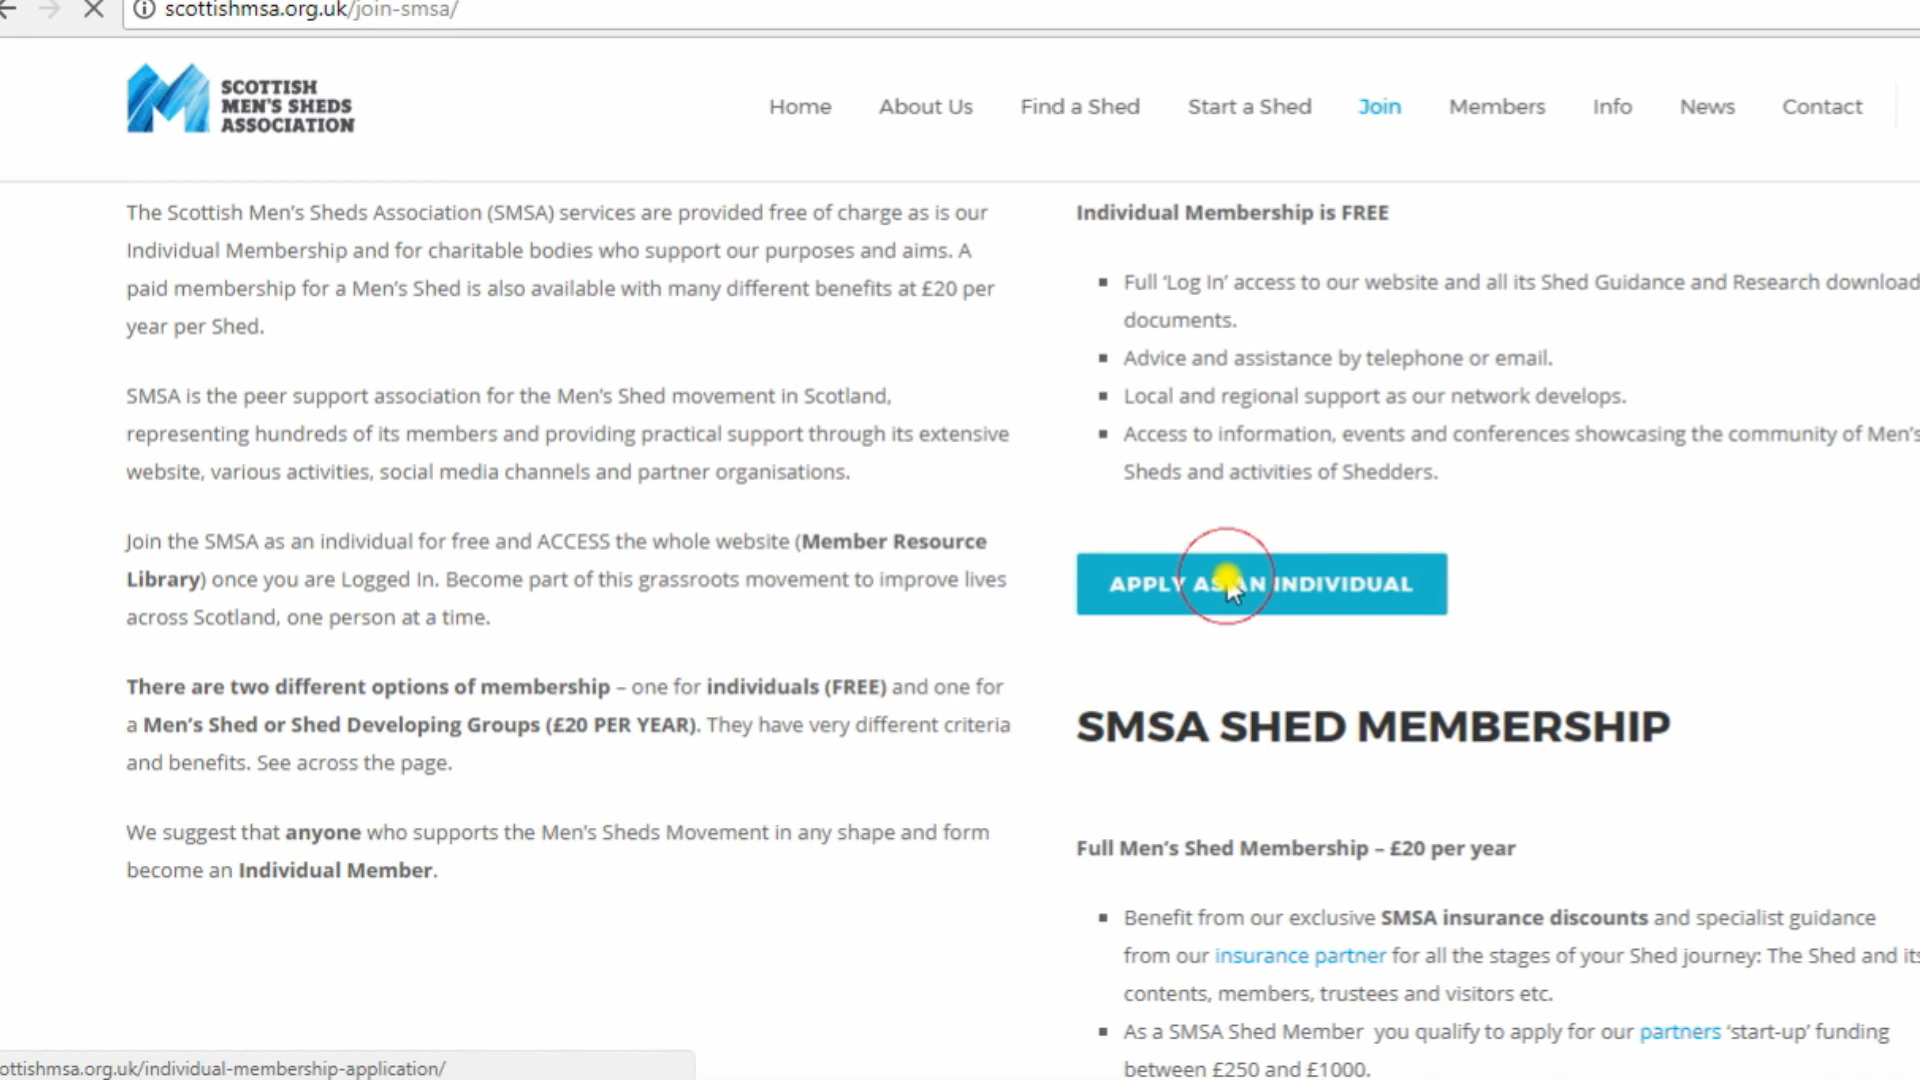 scottishmsa.org.uk/join-smsa/
SCOTTISH
MEN'S SHEDS
ASSOCIATION
Home About Us Find a Shed Start a Shed Join Members Info News Contact
The Scottish Men's Sheds Association (SMSA) services are provided free of charge as is our
Individual Membership and for charitable bodies who support our purposes and aims. A
paid membership for a Men's Shed is also available with many different benefits at £20 per
year per Shed.
SMSA is the peer support association for the Men's Shed movement in Scotland,
representing hundreds of its members and providing practical support through its extensive
website, various activities, social media channels and partner organisations.
Join the SMSA as an individual for free and ACCESS the whole website (Member Resource
Library) once you are Logged In. Become part of this grassroots movement to improve lives
across Scotland, one person at a time.
There are two different options of membership – one for individuals (FREE) and one for
a Men's Shed or Shed Developing Groups (£20 PER YEAR). They have very different criteria
and benefits. See across the page.
We suggest that anyone who supports the Men's Sheds Movement in any shape and form
become an Individual Member.
Individual Membership is FREE
▪ Full 'Log In' access to our website and all its Shed Guidance and Research download
documents.
▪ Advice and assistance by telephone or email.
▪ Local and regional support as our network develops.
▪ Access to information, events and conferences showcasing the community of Men's
Sheds and activities of Shedders.
APPLY AS AN INDIVIDUAL
SMSA SHED MEMBERSHIP
Full Men's Shed Membership – £20 per year
▪ Benefit from our exclusive SMSA insurance discounts and specialist guidance
from our insurance partner for all the stages of your Shed journey: The Shed and its
contents, members, trustees and visitors etc.
▪ As a SMSA Shed Member you qualify to apply for our partners 'start-up' funding
between £250 and £1000.
ottishmsa.org.uk/individual-membership-application/